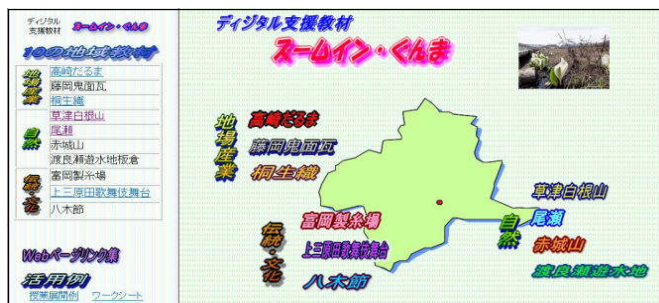 ディジタル
支援教材
ズームイン・ぐんま
10の地域教材
地場産業
高崎だるま
藤岡鬼面瓦
桐生織
自然
草津白根山
尾瀬
赤城山
渡良瀬遊水地板倉
伝統・文化
富岡製糸場
上三原田歌舞伎舞台
八木節
Webページリンク集
活用例
授業展開例 ワークシート
ディジタル支援教材
ズームイン・ぐんま
地場産業
高崎だるま
藤岡鬼面瓦
桐生織
伝統・文化
富岡製糸場
上三原田歌舞伎舞台
八木節
自然
草津白根山
尾瀬
赤城山
渡良瀬遊水地